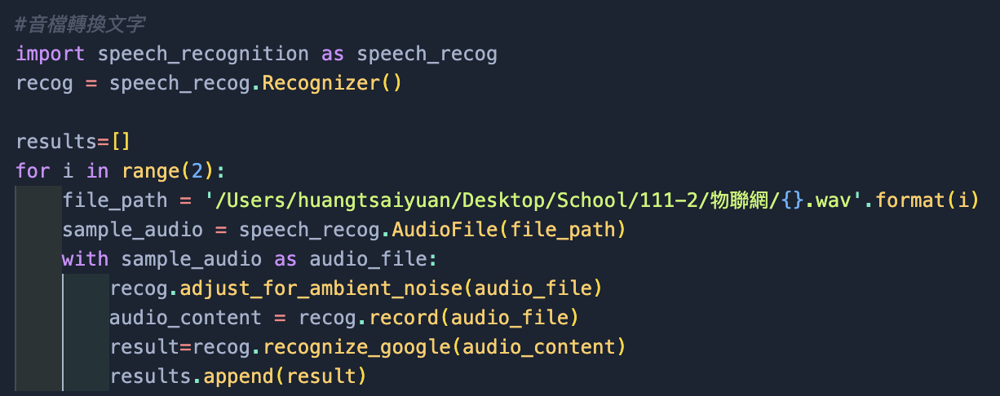 #音檔轉換文字
import speech_recognition as speech_recog
recog = speech_recog.Recognizer()
results=[]
for i in range(2):
file_path = '/Users/huangtsaiyuan/Desktop/School/111-2/物聯網/{}.wav'.format(i)
sample_audio = speech_recog.AudioFile(file_path)
with sample_audio as audio_file:
recog.adjust_for_ambient_noise(audio_file)
audio_content = recog.record(audio_file)
result=recog.recognize_google(audio_content)
results.append(result)